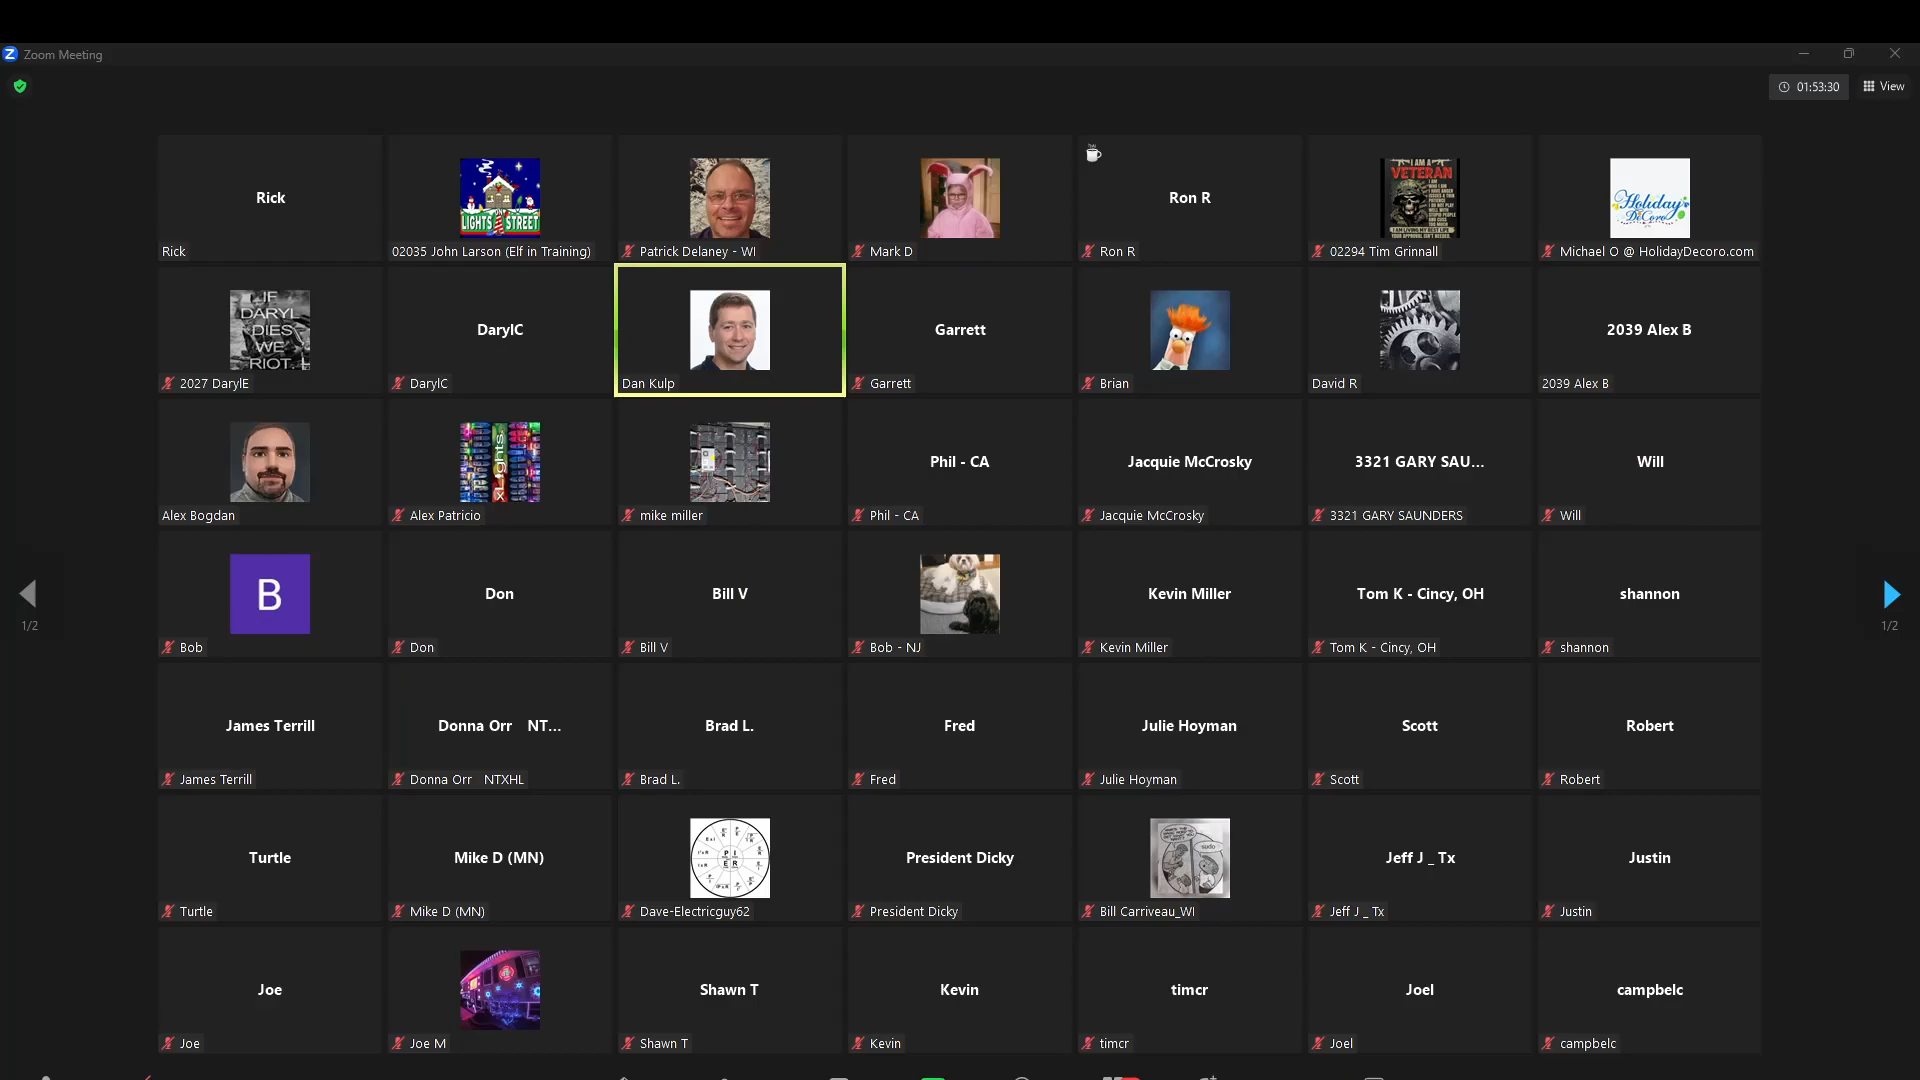 Zoom Meeting
01:53:30
View
Rick
Rick
LIGHTS ON STREET
02035 John Larson (Elf in Training)
Patrick Delaney - WI
Mark D
Ron R
Ron R
I AM A
VETERAN
02294 Tim Grinnall
Holiday
DeCoro
Michael O @ HolidayDecoro.com
IF
DARYL
DIES
WE
RIOT.
2027 DarylE
DarylC
DarylC
Dan Kulp
Garrett
Garrett
Brian
David R
2039 Alex B
2039 Alex B
Alex Bogdan
xLights
Alex Patricio
mike miller
Phil - CA
Phil - CA
Jacquie McCrosky
Jacquie McCrosky
3321 GARY SAU...
3321 GARY SAUNDERS
Will
Will
B
Bob
Don
Don
Bill V
Bill V
Bob - NJ
Kevin Miller
Kevin Miller
Tom K - Cincy, OH
Tom K - Cincy, OH
shannon
shannon
1/2
1/2
James Terrill
James Terrill
Donna Orr NT...
Donna Orr NTXHL
Brad L.
Brad L.
Fred
Fred
Julie Hoyman
Julie Hoyman
Scott
Scott
Robert
Robert
Turtle
Turtle
Mike D (MN)
Mike D (MN)
P I
E R
Dave-Electricguy62
President Dicky
President Dicky
Bill Carriveau_WI
Jeff J _ Tx
Jeff J _ Tx
Justin
Justin
Joe
Joe
Joe M
Shawn T
Shawn T
Kevin
Kevin
timcr
timcr
Joel
Joel
campbelc
campbelc